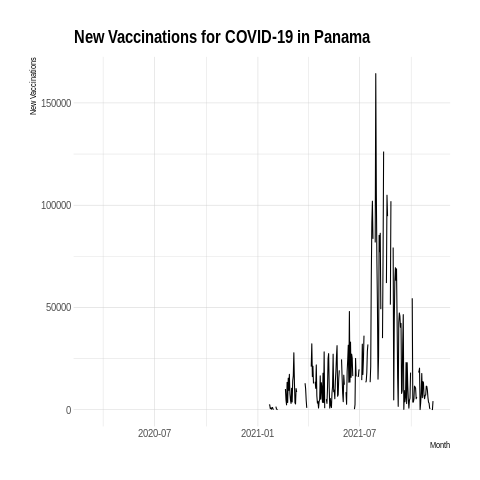 New Vaccinations for COVID-19 in Panama
New Vaccinations
150000
100000
50000
0
2020-07
2021-01
2021-07
Month